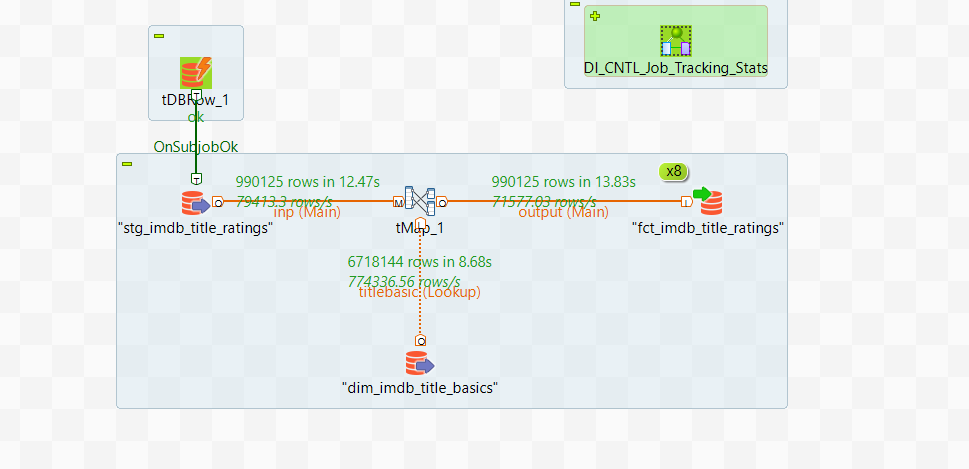 DI_CNTL_Job_Tracking_Stats
tDBRow_1
ok
OnSubjobOk
x8
990125 rows in 12.47s
79413.3 rows/s
inp (Main)
990125 rows in 13.83s
71577.03 rows/s
output (Main)
"stg_imdb_title_ratings"
tMap_1
"fct_imdb_title_ratings"
6718144 rows in 8.68s
774336.56 rows/s
titlebasic (Lookup)
"dim_imdb_title_basics"